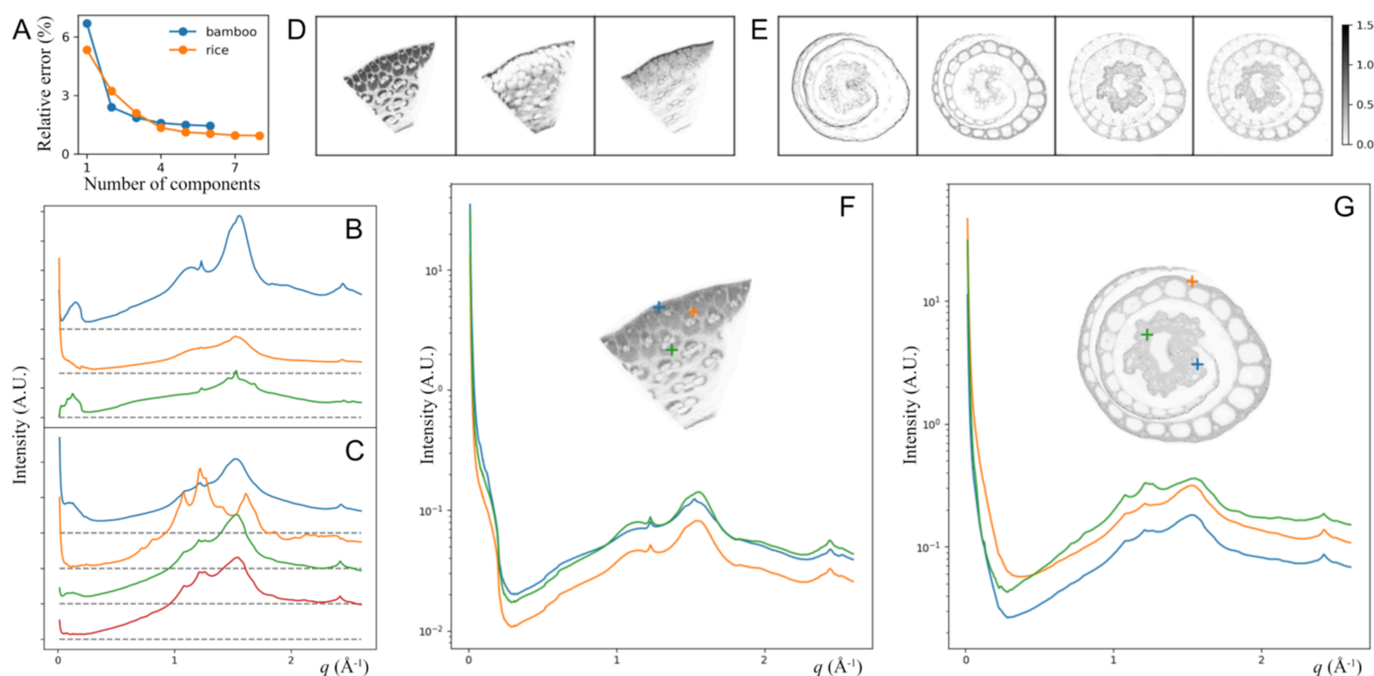 A
Relative error (%)
6
3
0
bamboo
rice
1
4
7
Number of components
D
E
1.5
1.0
0.5
0.0
B
C
Intensity (A.U.)
0
1
2
q (Å-1)
F
Intensity (A.U.)
10¹
10⁰
10⁻¹
10⁻²
0
1
2
q (Å-1)
G
Intensity (A.U.)
10¹
10⁰
10⁻¹
0
1
2
q (Å-1)